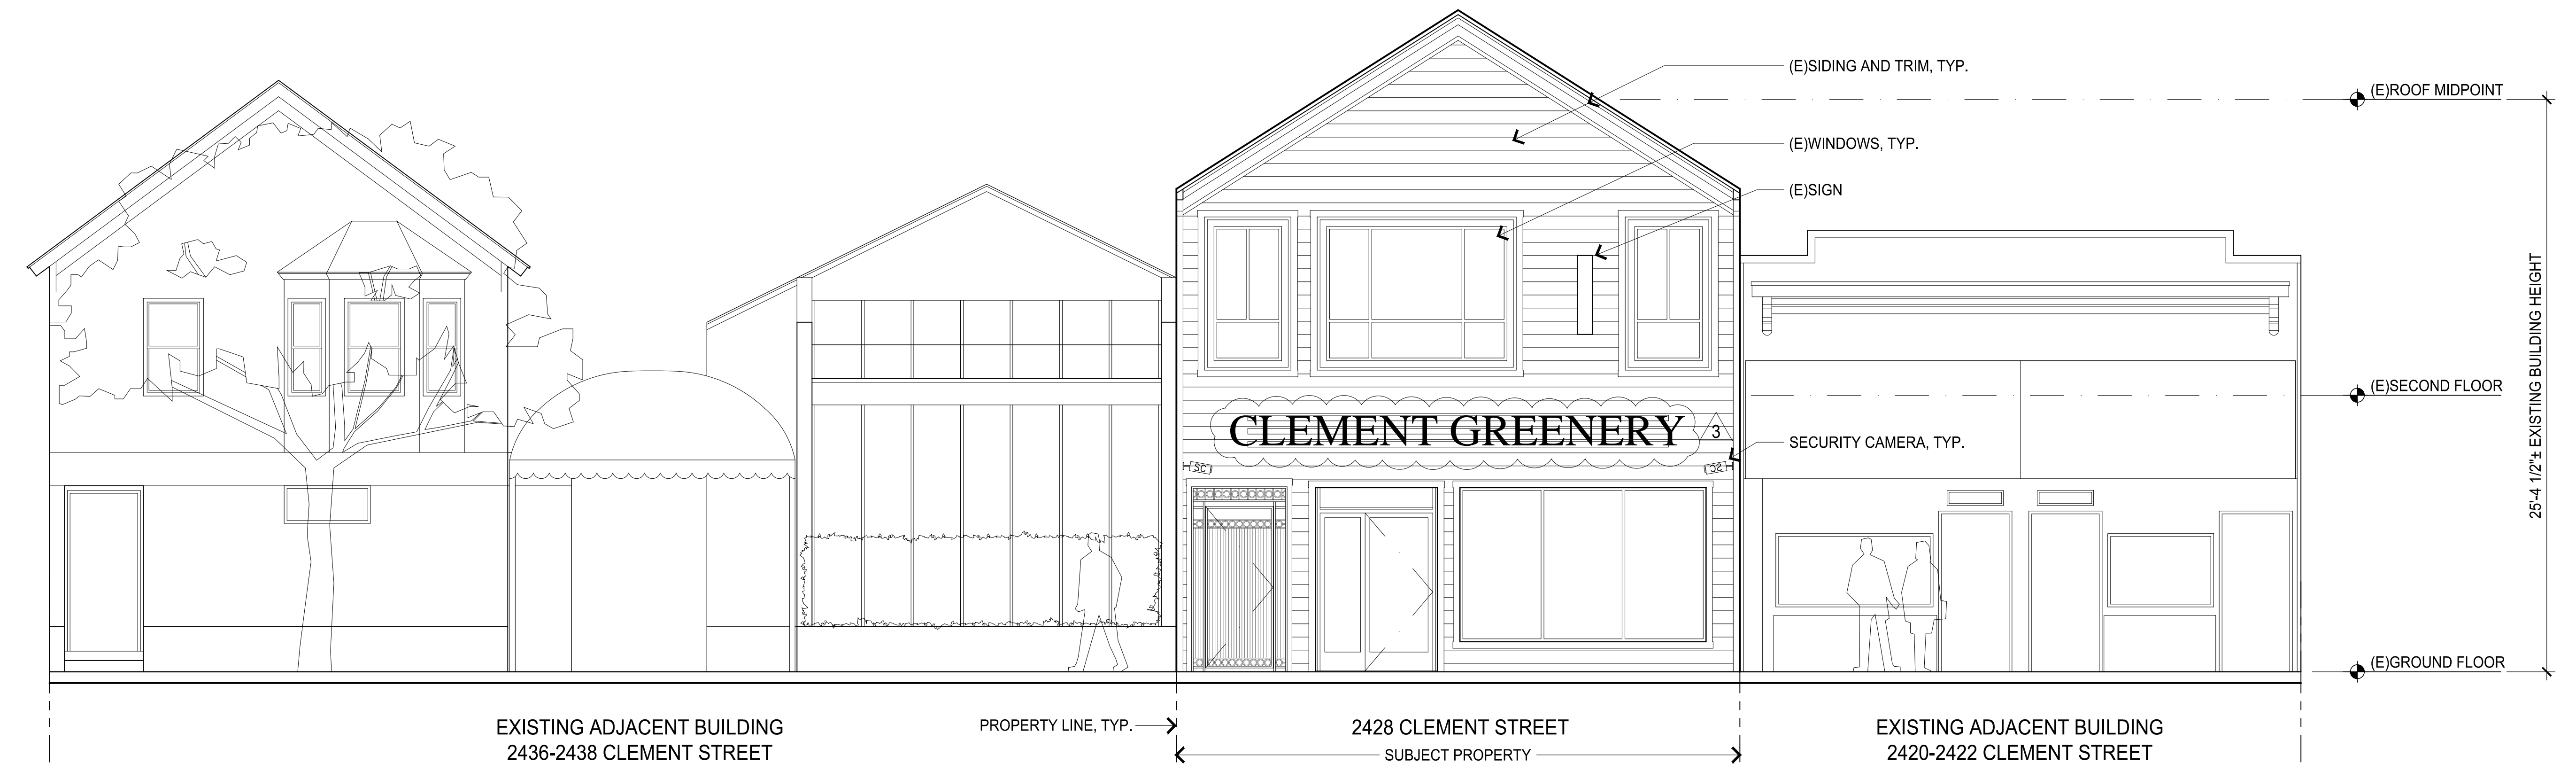 (E)SIDING AND TRIM, TYP.
(E)ROOF MIDPOINT
(E)WINDOWS, TYP.
(E)SIGN
25'-4 1/2"± EXISTING BUILDING HEIGHT
(E)SECOND FLOOR
CLEMENT GREENERY
3
SECURITY CAMERA, TYP.
SC
SC
(E)GROUND FLOOR
EXISTING ADJACENT BUILDING
2436-2438 CLEMENT STREET
PROPERTY LINE, TYP.
2428 CLEMENT STREET
SUBJECT PROPERTY
EXISTING ADJACENT BUILDING
2420-2422 CLEMENT STREET